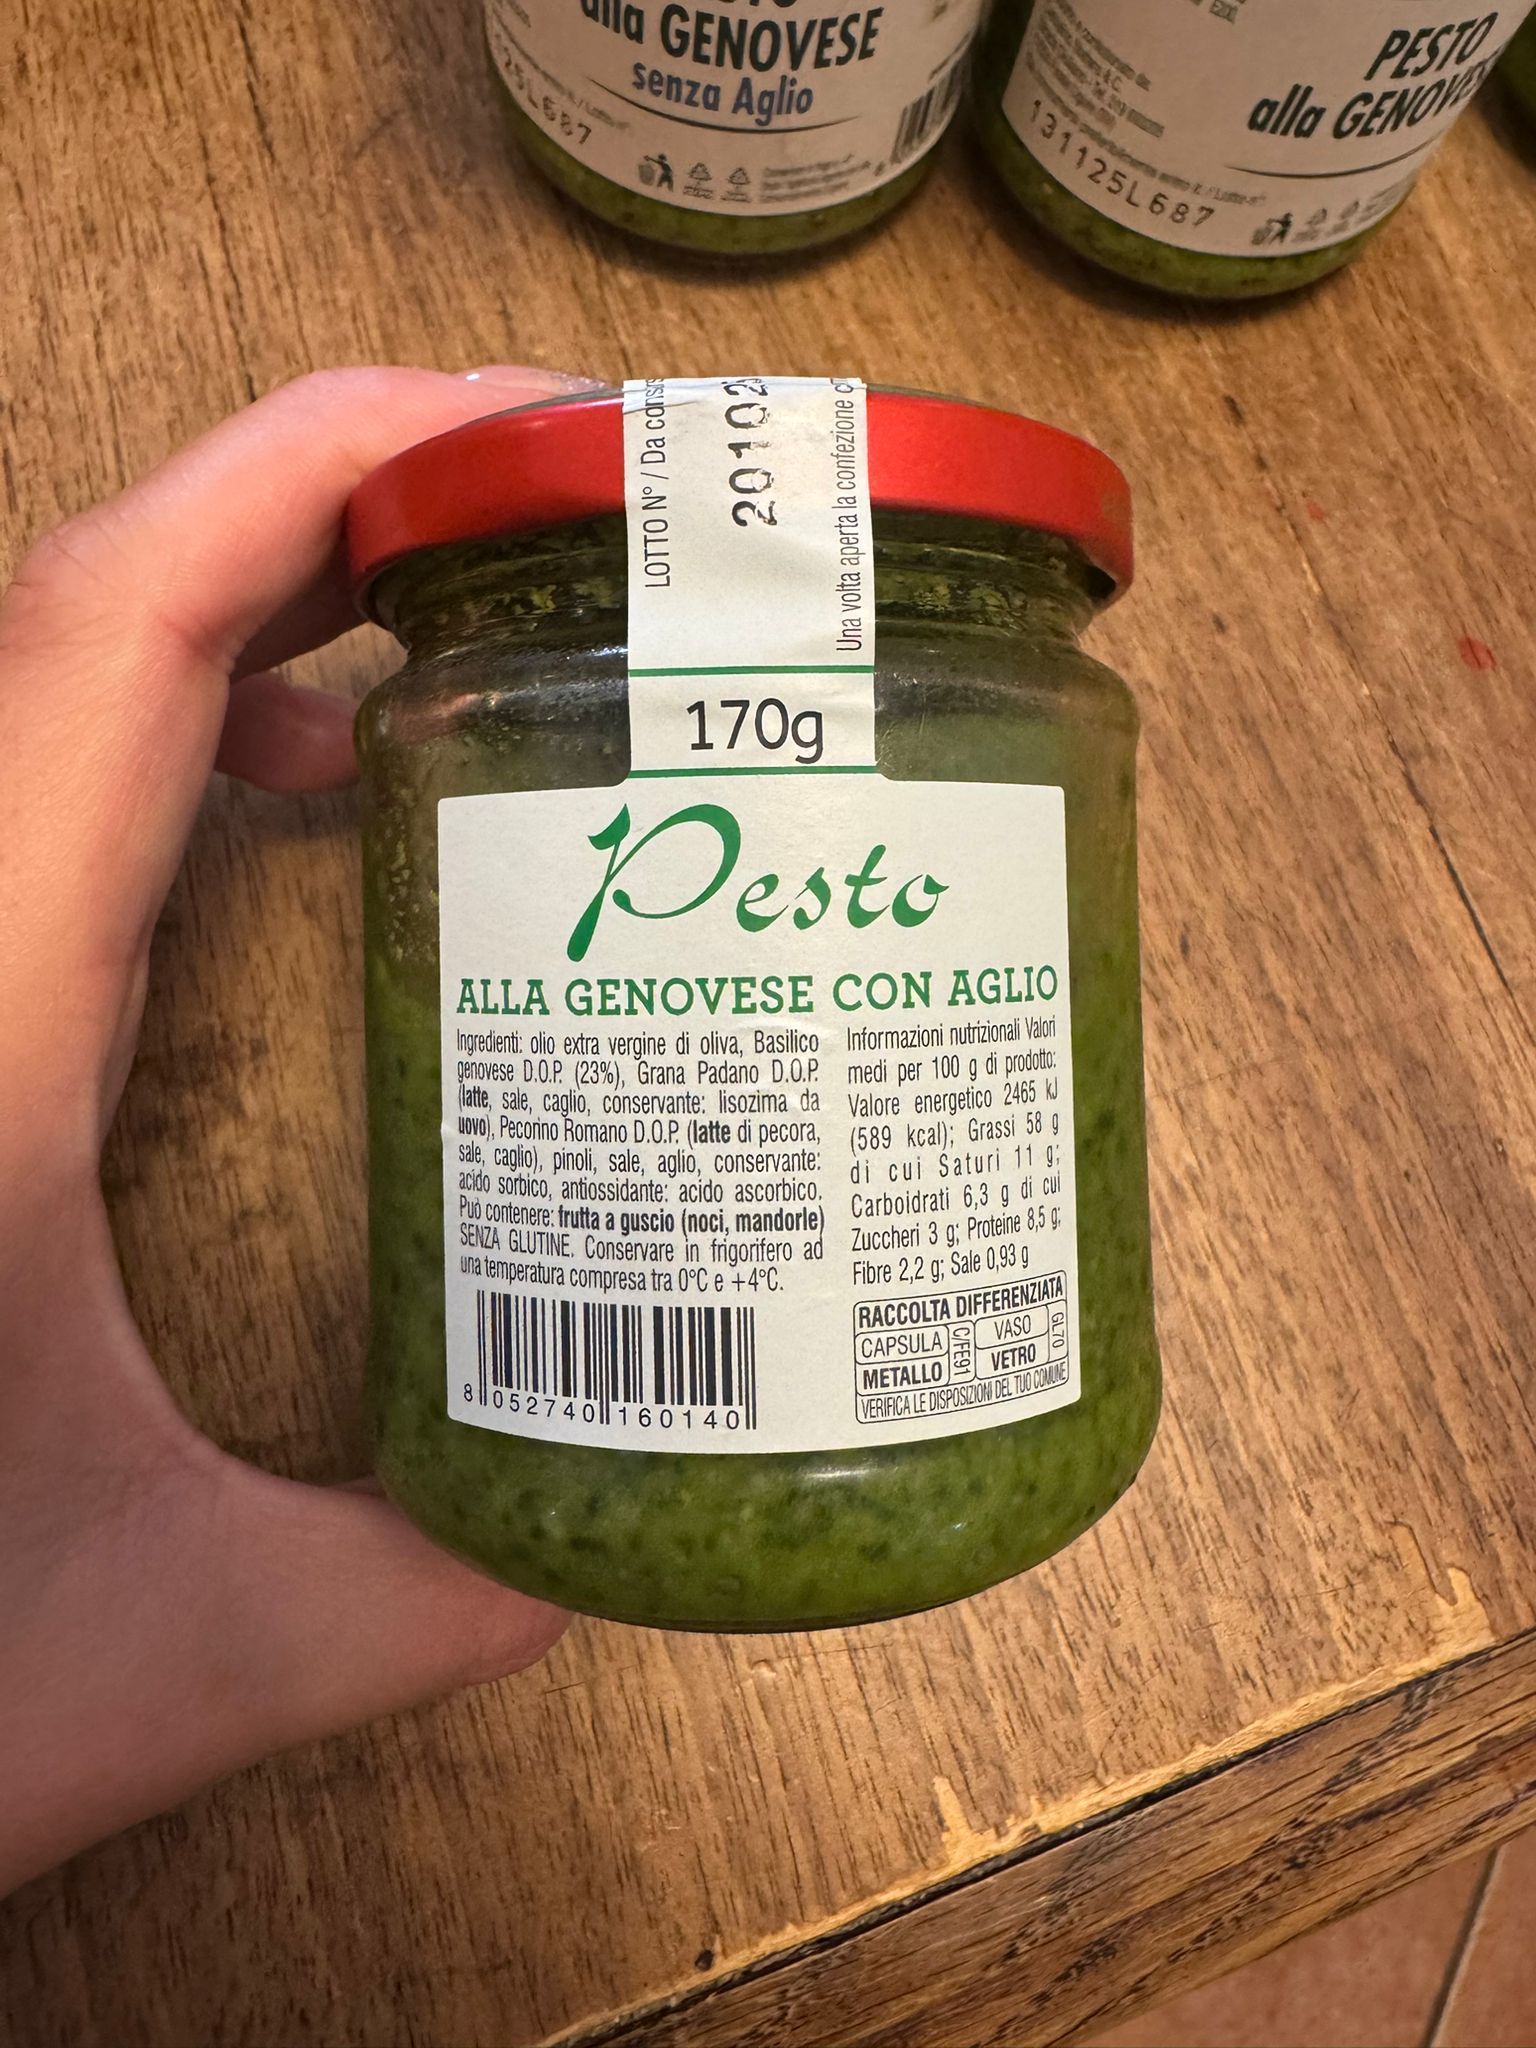 alla GENOVESE
senza Aglio
25L687
PESTO
alla GENOVESE
131125L687
LOTTO N° / Da
20102
Una volta aperta la confezione
170g
Pesto
ALLA GENOVESE CON AGLIO
Ingredienti: olio extra vergine di oliva, Basilico
genovese D.O.P. (23%), Grana Padano D.O.P.
(latte, sale, caglio, conservante: lisozima da
uovo), Pecorino Romano D.O.P. (latte di pecora,
sale, caglio), pinoli, sale, aglio, conservante:
acido sorbico, antiossidante: acido ascorbico.
Può contenere: frutta a guscio (noci, mandorle)
SENZA GLUTINE. Conservare in frigorifero ad
una temperatura compresa tra 0°C e +4°C.
Informazioni nutrizionali Valori
medi per 100 g di prodotto:
Valore energetico 2465 kJ
(589 kcal); Grassi 58 g
di cui Saturi 11 g;
Carboidrati 6,3 g di cui
Zuccheri 3 g; Proteine 8,5 g;
Fibre 2,2 g; Sale 0,93 g
8 052740 160140
RACCOLTA DIFFERENZIATA
CAPSULA
METALLO
C/FE91
VASO
VETRO
GL70
VERIFICA LE DISPOSIZIONI DEL TUO COMUNE